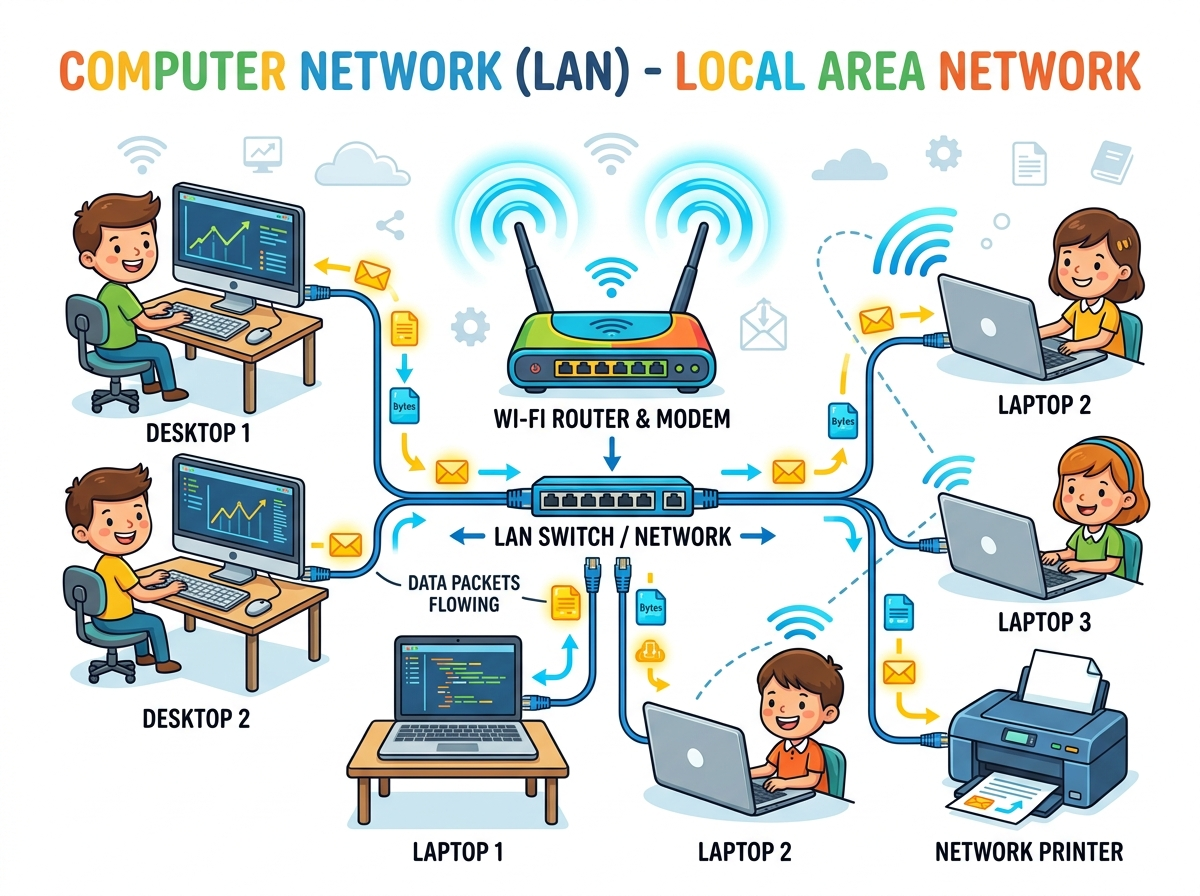 COMPUTER NETWORK (LAN) - LOCAL AREA NETWORK
DESKTOP 1
WI-FI ROUTER & MODEM
LAPTOP 2
Bytes
Bytes
LAN SWITCH / NETWORK
DATA PACKETS
FLOWING
Bytes
LAPTOP 3
DESKTOP 2
LAPTOP 1
LAPTOP 2
NETWORK PRINTER